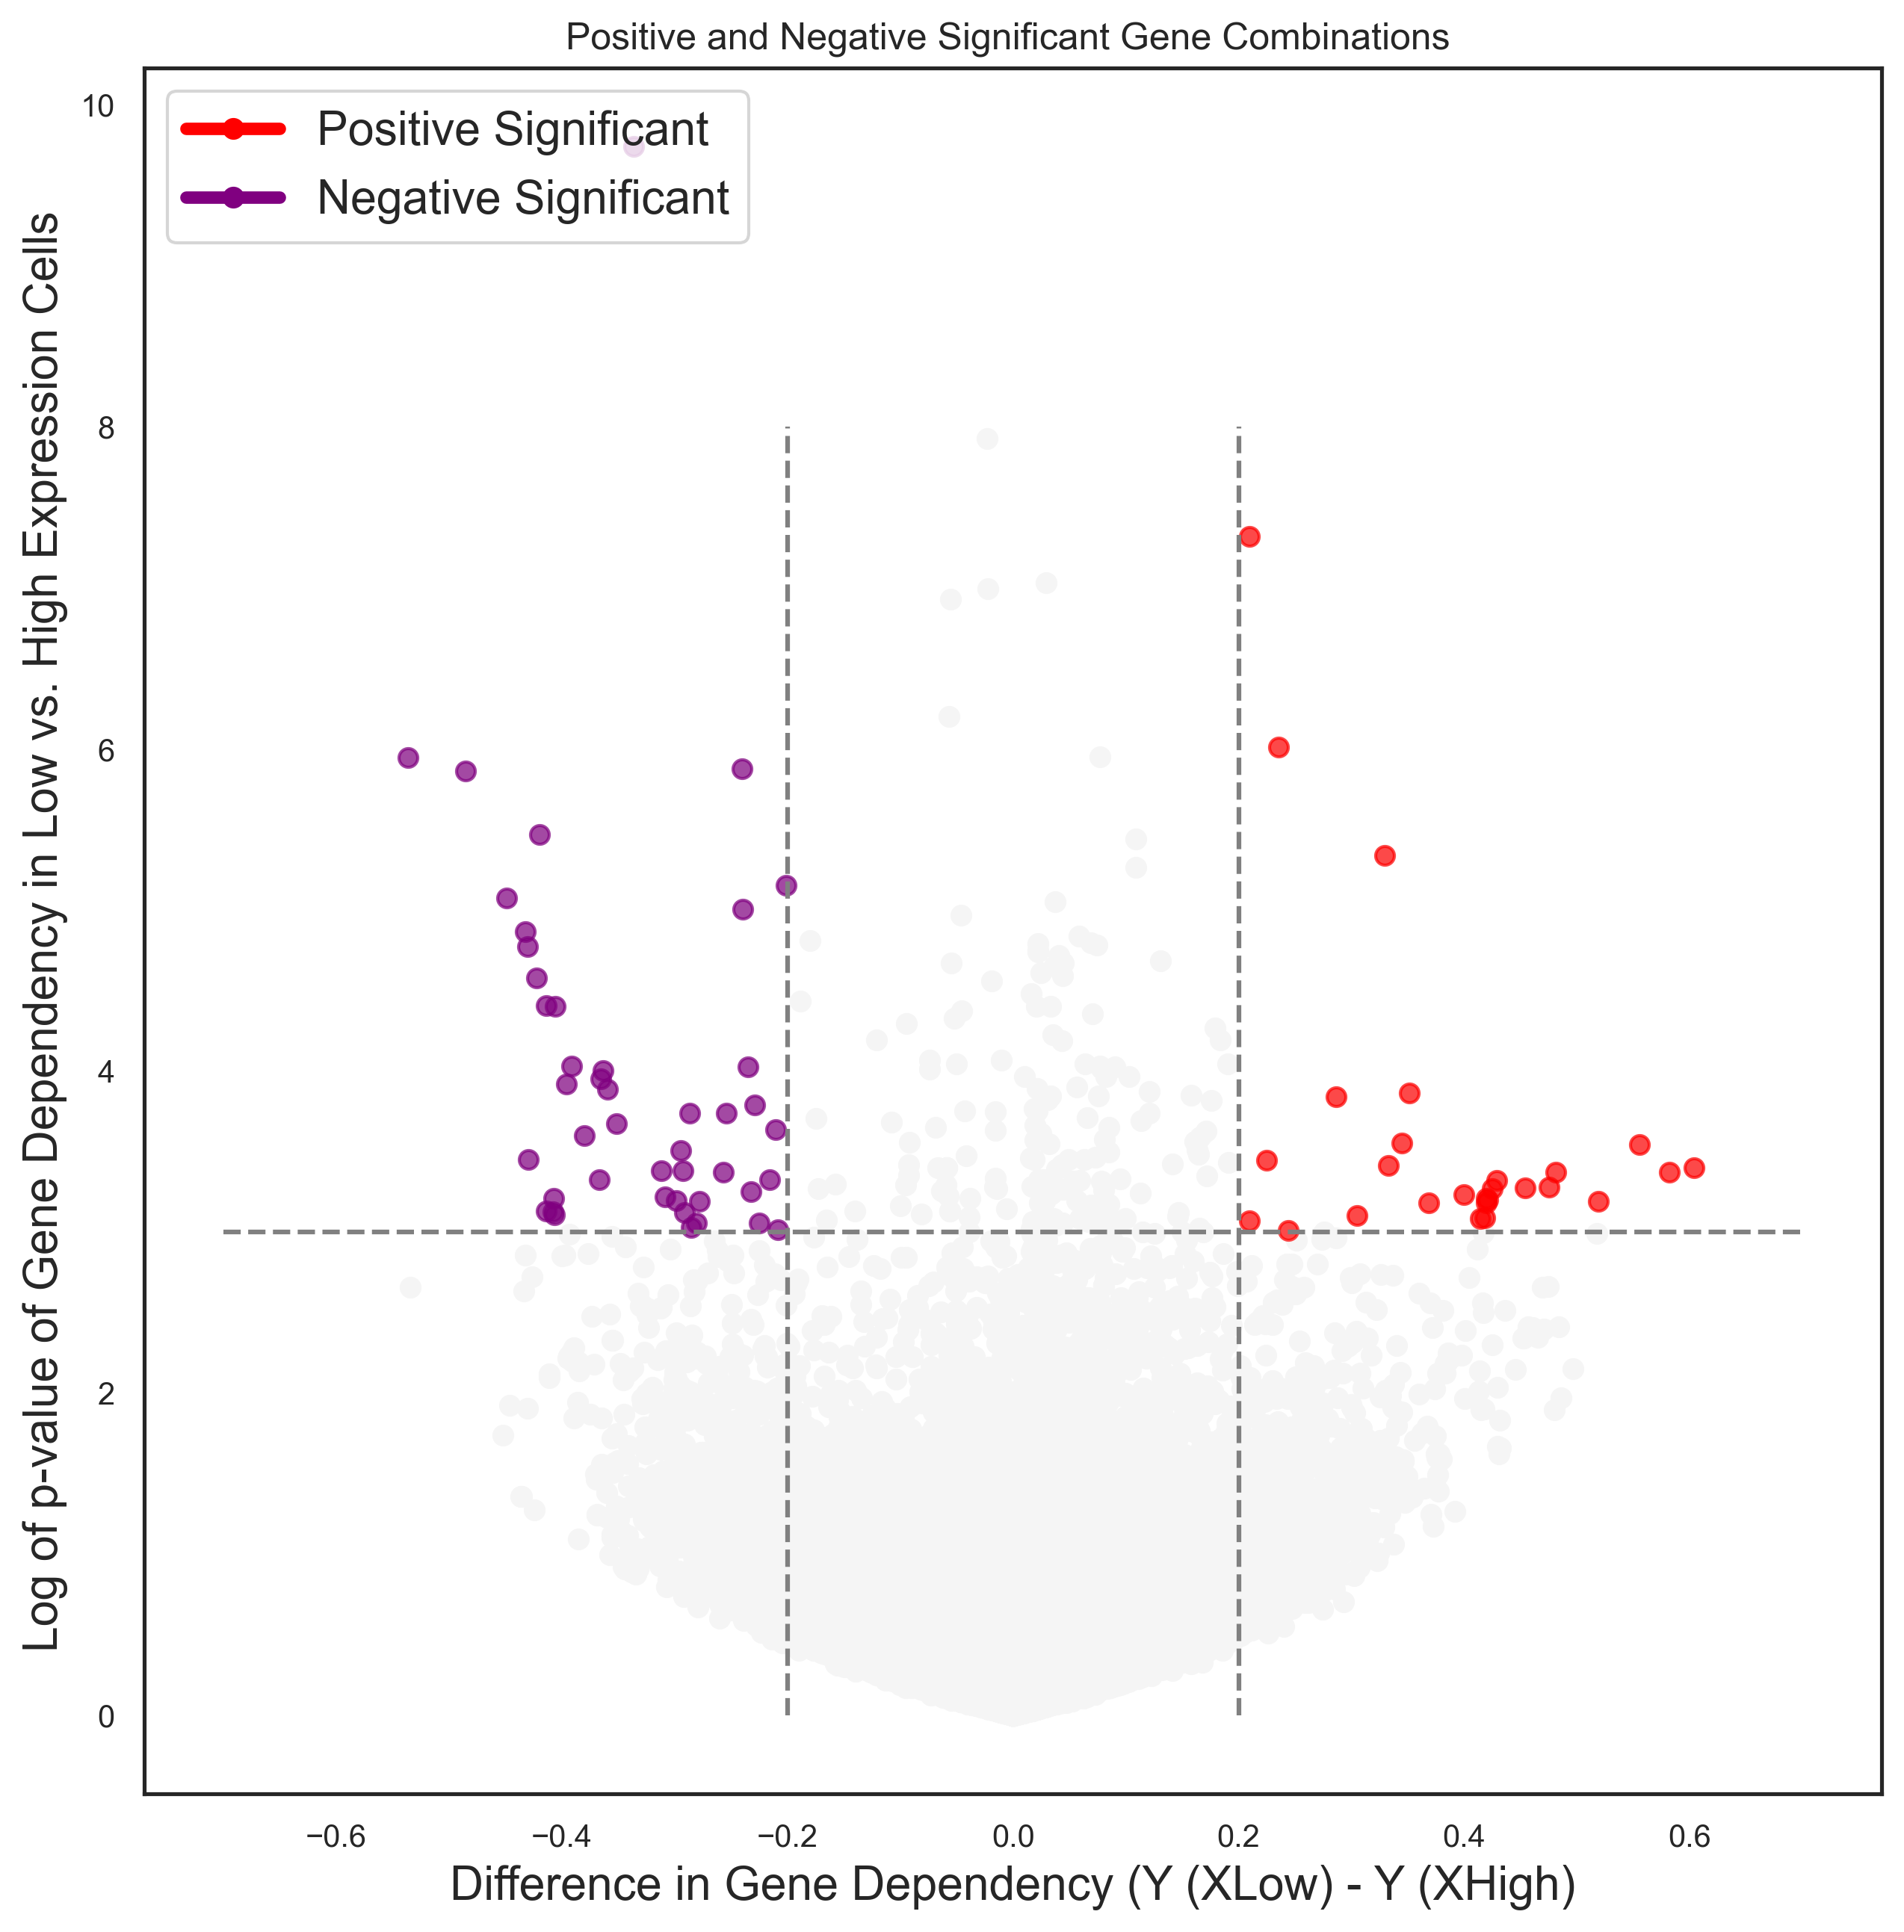 Positive and Negative Significant Gene Combinations
Positive Significant
Negative Significant
Log of p-value of Gene Dependency in Low vs. High Expression Cells
10
8
6
4
2
0
−0.6 −0.4 −0.2 0.0 0.2 0.4 0.6
Difference in Gene Dependency (Y (XLow) - Y (XHigh)